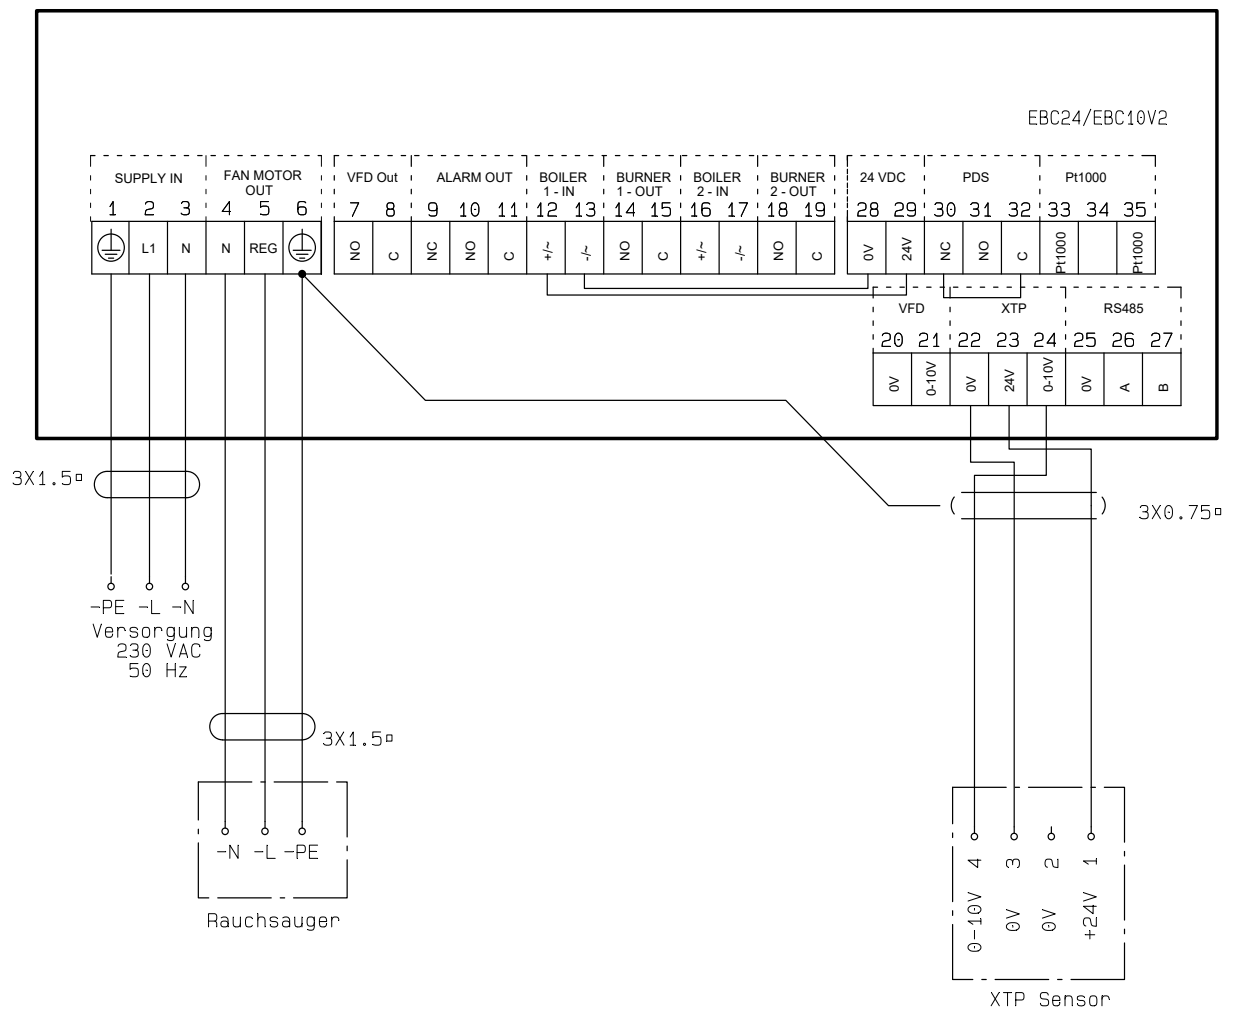 EBC24/EBC10V2
SUPPLY IN
FAN MOTOR
OUT
VFD Out
ALARM OUT
BOILER
1 - IN
BURNER
1 - OUT
BOILER
2 - IN
BURNER
2 - OUT
24 VDC
PDS
Pt1000
1 2 3 4 5 6 7 8 9 10 11 12 13 14 15 16 17 18 19 28 29 30 31 32 33 34 35
L1 N N REG NO C NC NO C +/~ -/~ NO C +/~ -/~ NO C 0V 24V NC NO C Pt1000 Pt1000
VFD XTP RS485
20 21 22 23 24 25 26 27
0V 0-10V 0V 24V 0-10V 0V A B
3X1.5▫
3X0.75▫
-PE -L -N
Versorgung
230 VAC
50 Hz
3X1.5▫
-N -L -PE
Rauchsauger
4 3 2 1
0-10V 0V 0V +24V
XTP Sensor